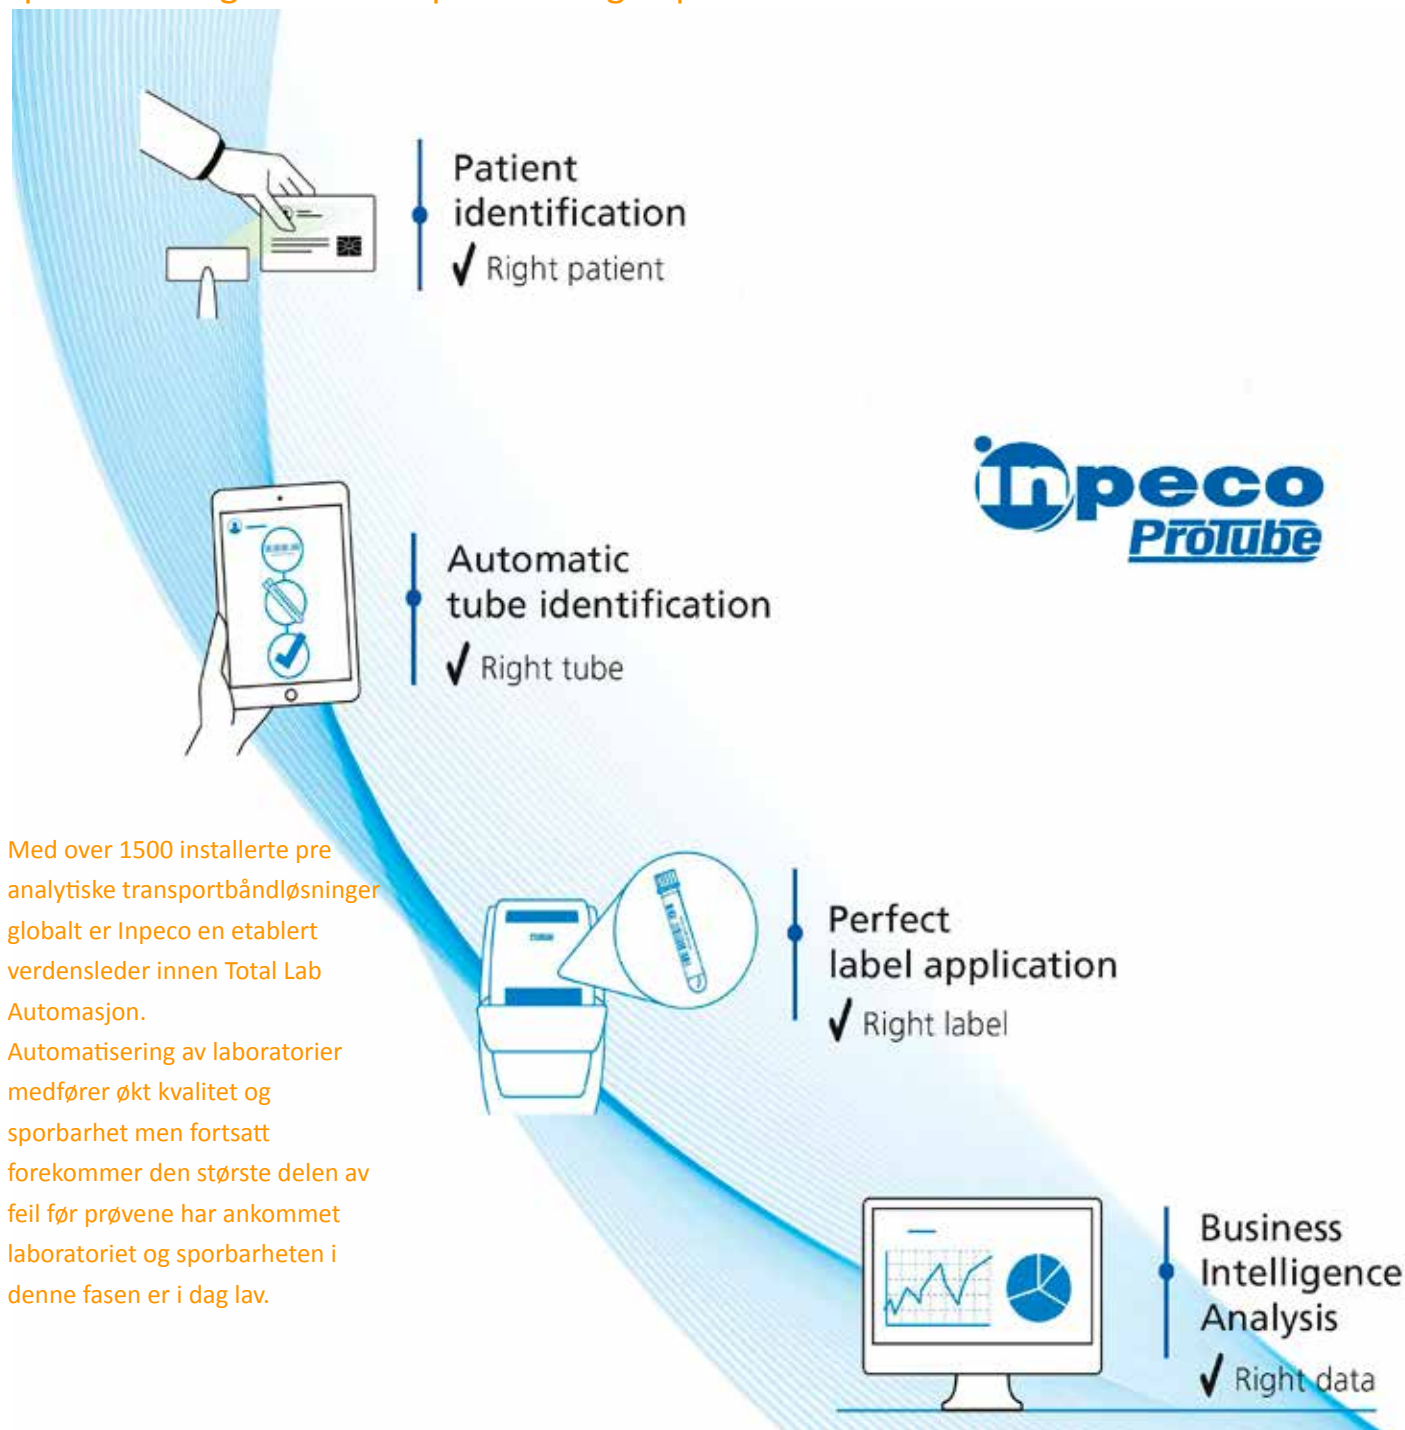 Patient
identification
✓ Right patient
inpeco
ProTube
Automatic
tube identification
✓ Right tube
Med over 1500 installerte pre
analytiske transportbåndløsninger
globalt er Inpeco en etablert
verdensleder innen Total Lab
Automasjon.
Automatisering av laboratorier
medfører økt kvalitet og
sporbarhet men fortsatt
forekommer den største delen av
feil før prøvene har ankommet
laboratoriet og sporbarheten i
denne fasen er i dag lav.
Perfect
label application
✓ Right label
Business
Intelligence
Analysis
✓ Right data